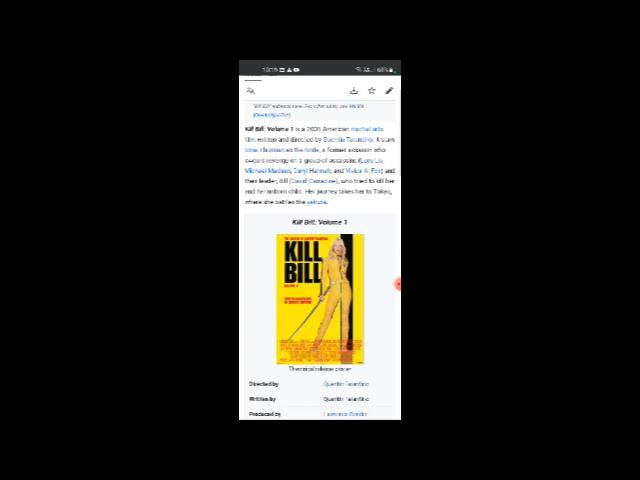 Kill Bill: Volume 1 is a 2003 American martial arts
film written and directed by Quentin Tarantino. It stars
Uma Thurman as the Bride, a former assassin who
swears revenge on a group of assassins (Lucy Liu,
Michael Madsen, Daryl Hannah, and Vivica A. Fox) and
their leader, Bill (David Carradine), who tried to kill her
and her unborn child. Her journey takes her to Tokyo,
where she battles the yakuza.
Kill Bill: Volume 1
KILL
BILL
Theatrical release poster
Directed by Quentin Tarantino
Written by Quentin Tarantino
Produced by Lawrence Bender